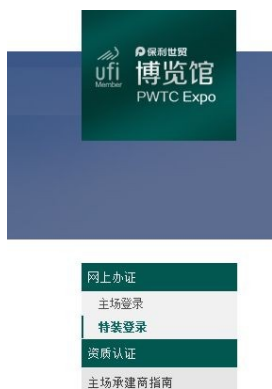 保利世贸
ufi 博览馆
Member
PWTC Expo
网上办证
主场登录
特装登录
资质认证
主场承建商指南